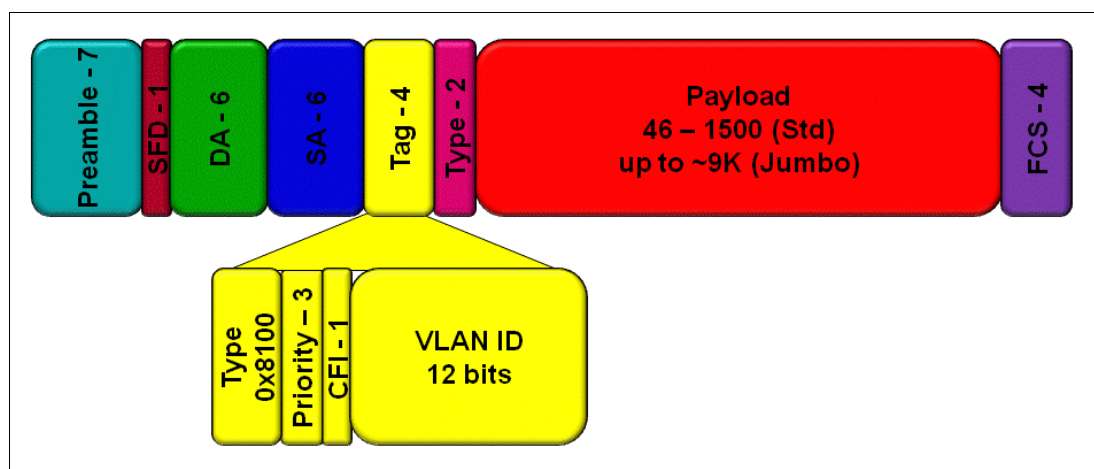 Preamble - 7
SFD - 1
DA - 6
SA - 6
Tag - 4
Type - 2
Payload
46 – 1500 (Std)
up to ~9K (Jumbo)
FCS - 4
Type
0x8100
Priority – 3
CFI - 1
VLAN ID
12 bits